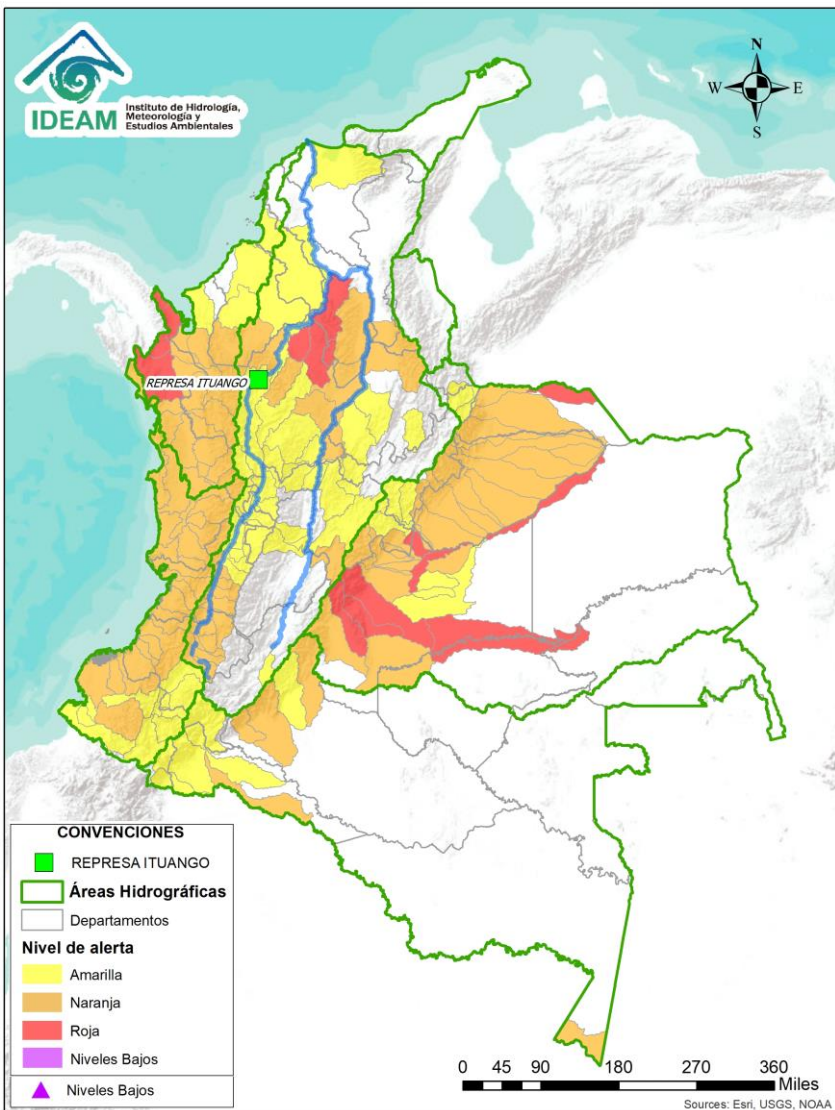 IDEAM
Instituto de Hidrología,
Meteorología y
Estudios Ambientales
N
W
E
S
REPRESA ITUANGO
CONVENCIONES
REPRESA ITUANGO
Áreas Hidrográficas
Departamentos
Nivel de alerta
Amarilla
Naranja
Roja
Niveles Bajos
Niveles Bajos
0 45 90 180 270 360
Miles
Sources: Esri, USGS, NOAA